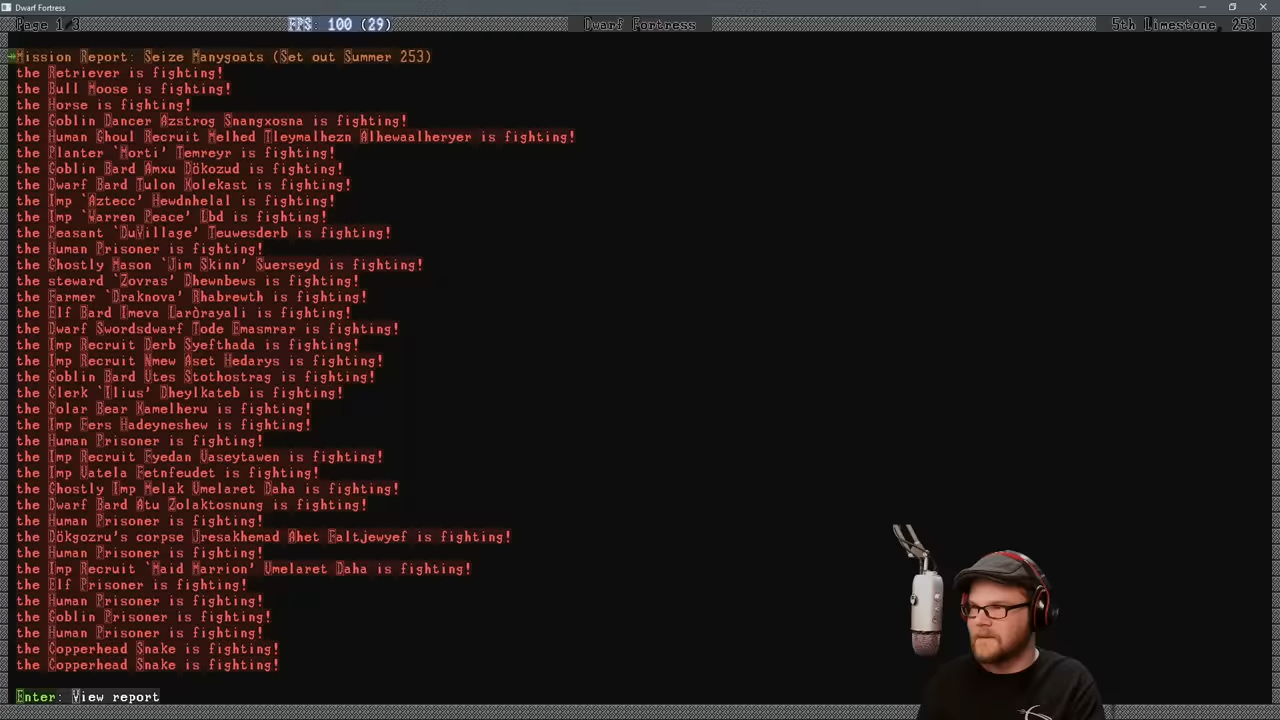 Dwarf Fortress
Page 1/3 FPS: 100 (29) Dwarf Fortress 5th Limestone, 253
Mission Report: Seize Manygoats (Set out Summer 253)
the Retriever is fighting!
the Bull Moose is fighting!
the Horse is fighting!
the Goblin Dancer Azstrog Snangxosna is fighting!
the Human Ghoul Recruit Melhed Tleymalhezn Alhewaalheryer is fighting!
the Planter `Morti' Temreyr is fighting!
the Goblin Bard Amxu Dökozud is fighting!
the Dwarf Bard Tulon Kolekast is fighting!
the Imp `Aztecc' Hewdnhelal is fighting!
the Imp `Warren Peace' Lbd is fighting!
the Peasant `DuVillage' Teuwesderb is fighting!
the Human Prisoner is fighting!
the Ghostly Mason `Jim Skinn' Suerseyd is fighting!
the steward `Zovras' Dhewnbews is fighting!
the Farmer `Draknova' Rhabrewth is fighting!
the Elf Bard Imeva Laròrayali is fighting!
the Dwarf Swordsdwarf Tode Emasmrar is fighting!
the Imp Recruit Derb Syefthada is fighting!
the Imp Recruit Nmew Aset Hedarys is fighting!
the Goblin Bard Utes Stothostrag is fighting!
the Clerk `Ilius' Dheylkateb is fighting!
the Polar Bear Kamelheru is fighting!
the Imp Fers Hadeyneshew is fighting!
the Human Prisoner is fighting!
the Imp Recruit Fyedan Uaseytawen is fighting!
the Imp Uatela Fetnfeudet is fighting!
the Ghostly Imp Melak Umelaret Daha is fighting!
the Dwarf Bard Atu Zolaktosnung is fighting!
the Human Prisoner is fighting!
the Dökgozru's corpse Jresakhemad Ahet Faltjewyef is fighting!
the Human Prisoner is fighting!
the Imp Recruit `Maid Marrion' Umelaret Daha is fighting!
the Elf Prisoner is fighting!
the Human Prisoner is fighting!
the Goblin Prisoner is fighting!
the Human Prisoner is fighting!
the Copperhead Snake is fighting!
the Copperhead Snake is fighting!
Enter: View report